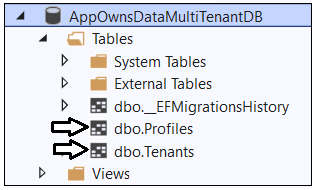 AppOwnsDataMultiTenantDB
Tables
System Tables
External Tables
dbo.__EFMigrationsHistory
dbo.Profiles
dbo.Tenants
Views